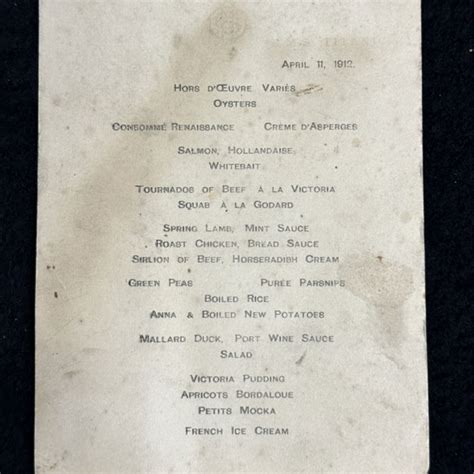 April 11, 1912.
Hors d'Œuvre Variés
Oysters
Consommé Renaissance Crème d'Asperges
Salmon, Hollandaise
Whitebait
Tournados of Beef à la Victoria
Squab à la Godard
Spring Lamb, Mint Sauce
Roast Chicken, Bread Sauce
Sirlion of Beef, Horseradish Cream
Green Peas Purée Parsnips
Boiled Rice
Anna & Boiled New Potatoes
Mallard Duck, Port Wine Sauce
Salad
Victoria Pudding
Apricots Bordaloue
Petits Mocka
French Ice Cream